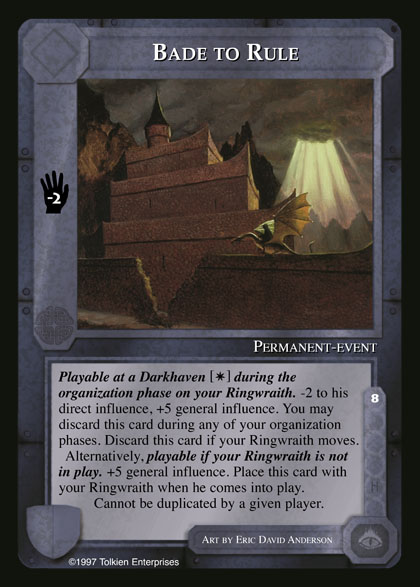 BADE TO RULE
-2
PERMANENT-EVENT
Playable at a Darkhaven [✶] during the
organization phase on your Ringwraith. -2 to his
direct influence, +5 general influence. You may
discard this card during any of your organization
phases. Discard this card if your Ringwraith moves.
Alternatively, playable if your Ringwraith is not
in play. +5 general influence. Place this card with
your Ringwraith when he comes into play.
Cannot be duplicated by a given player.
8
ART BY ERIC DAVID ANDERSON
©1997 Tolkien Enterprises